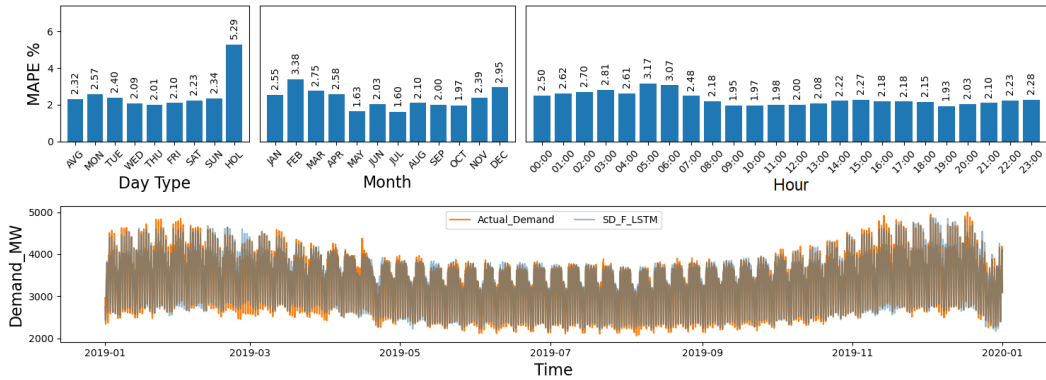 MAPE %
6
4
2
0
2.32
2.57
2.40
2.09
2.01
2.10
2.23
2.34
5.29
AVG
MON
TUE
WED
THU
FRI
SAT
SUN
HOL
Day Type
2.55
3.38
2.75
2.58
1.63
2.03
1.60
2.10
2.00
1.97
2.39
2.95
JAN
FEB
MAR
APR
MAY
JUN
JUL
AUG
SEP
OCT
NOV
DEC
Month
2.50
2.62
2.70
2.81
2.61
3.17
3.07
2.48
2.18
1.95
1.97
1.98
2.00
2.08
2.22
2.27
2.18
2.18
2.15
1.93
2.03
2.10
2.23
2.28
00:00
01:00
02:00
03:00
04:00
05:00
06:00
07:00
08:00
09:00
10:00
11:00
12:00
13:00
14:00
15:00
16:00
17:00
18:00
19:00
20:00
21:00
22:00
23:00
Hour
Demand_MW
5000
4000
3000
2000
Actual_Demand
SD_F_LSTM
2019-01
2019-03
2019-05
2019-07
2019-09
2019-11
2020-01
Time